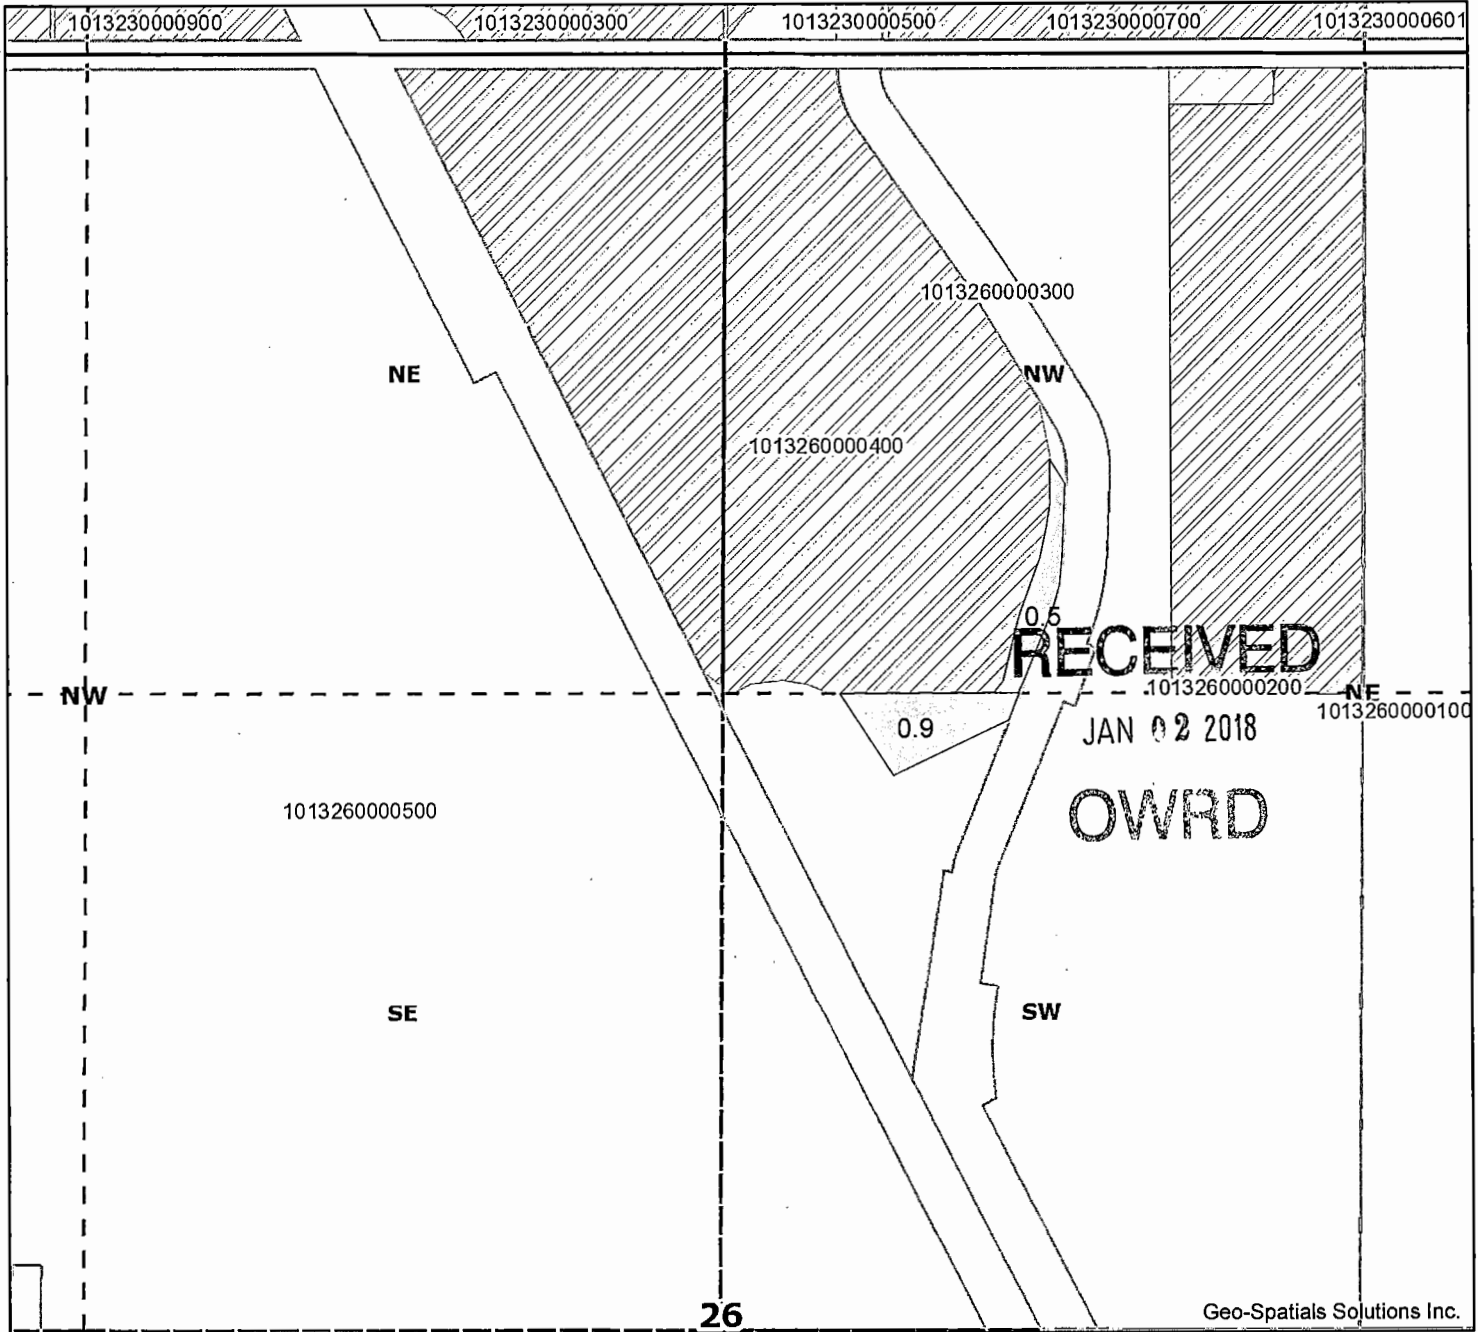 1013230000900 1013230000300 1013230000500 1013230000700 1013230000601
1013260000300
NE NW
1013260000400
0.5
RECEIVED
1013260000200
NW NE
1013260000100
0.9 JAN 02 2018
1013260000500 OWRD
SE SW
26 Geo-Spatials Solutions Inc.